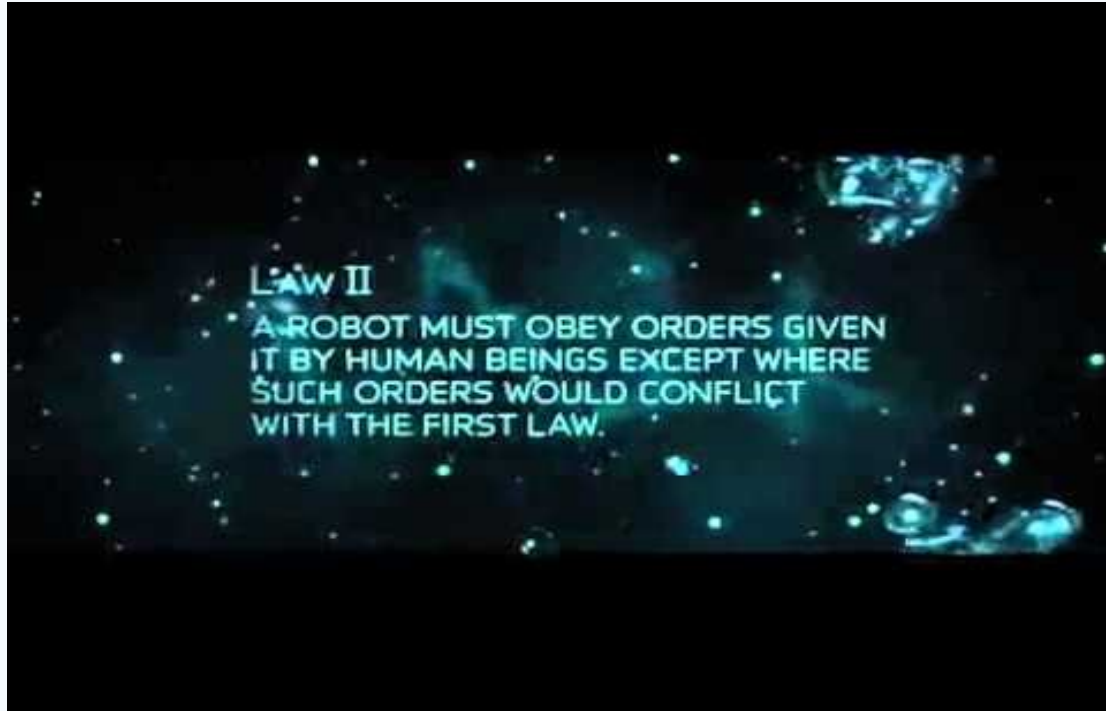 LAW II
A ROBOT MUST OBEY ORDERS GIVEN
IT BY HUMAN BEINGS EXCEPT WHERE
SUCH ORDERS WOULD CONFLICT
WITH THE FIRST LAW.